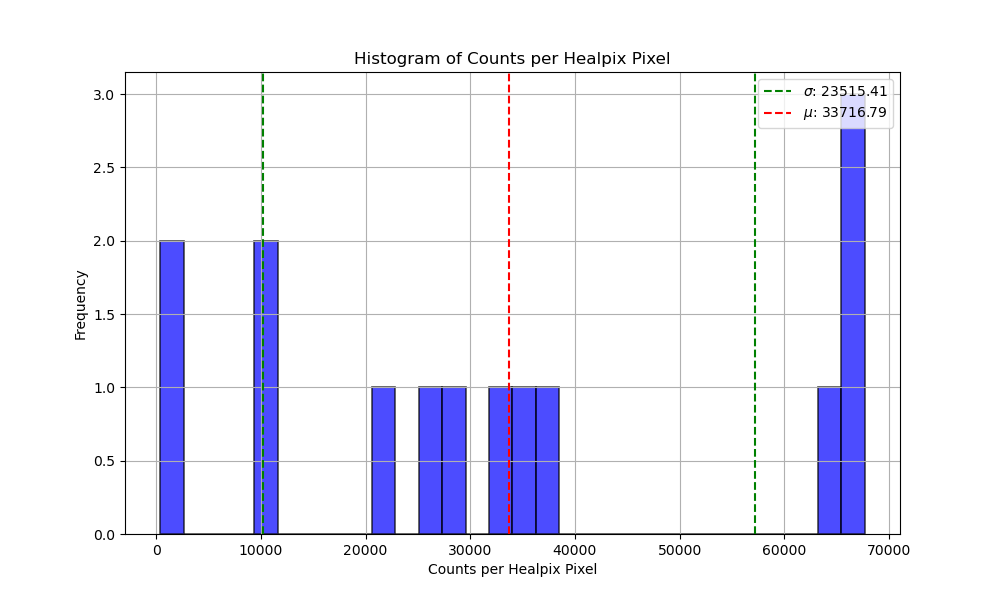 Histogram of Counts per Healpix Pixel
σ: 23515.41
μ: 33716.79
3.0
2.5
2.0
1.5
1.0
0.5
0.0
Frequency
0 10000 20000 30000 40000 50000 60000 70000
Counts per Healpix Pixel